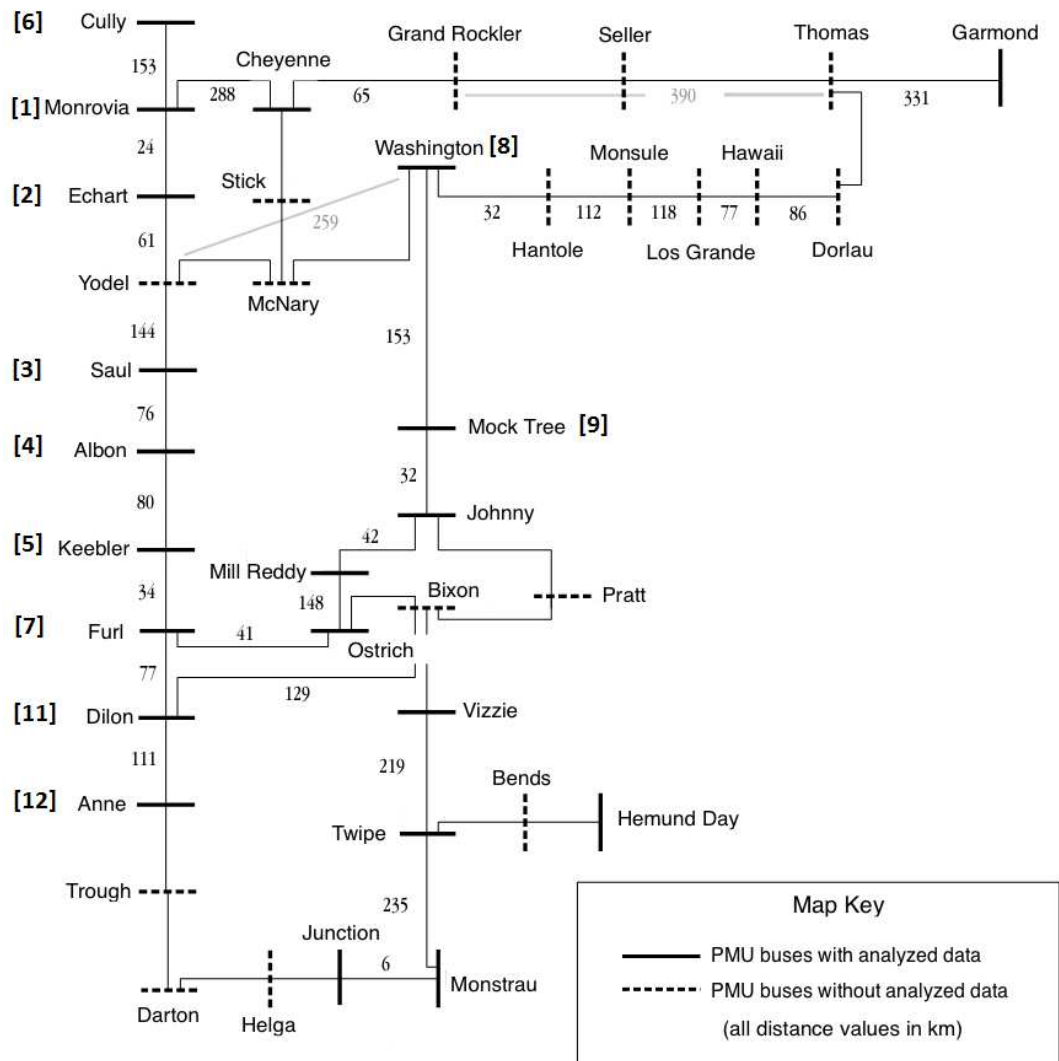 [6] Cully
Grand Rockler Seller Thomas Garmond
153 Cheyenne
288 65 390 331
[1] Monrovia
24 Washington [8] Monsule Hawaii
Stick
[2] Echart
259 32 112 118 77 86
61 Hantole Los Grande Dorlau
Yodel
McNary
144 153
[3] Saul
76 Mock Tree [9]
[4] Albon
32
80 Johnny
42
[5] Keebler
Mill Reddy
34 148 Bixon Pratt
[7] Furl 41
Ostrich
77
129
[11] Dilon Vizzie
111 219 Bends
[12] Anne Hemund Day
Twipe
Trough
235
Junction
6
Monstrau
Darton Helga
Map Key
PMU buses with analyzed data
PMU buses without analyzed data
(all distance values in km)